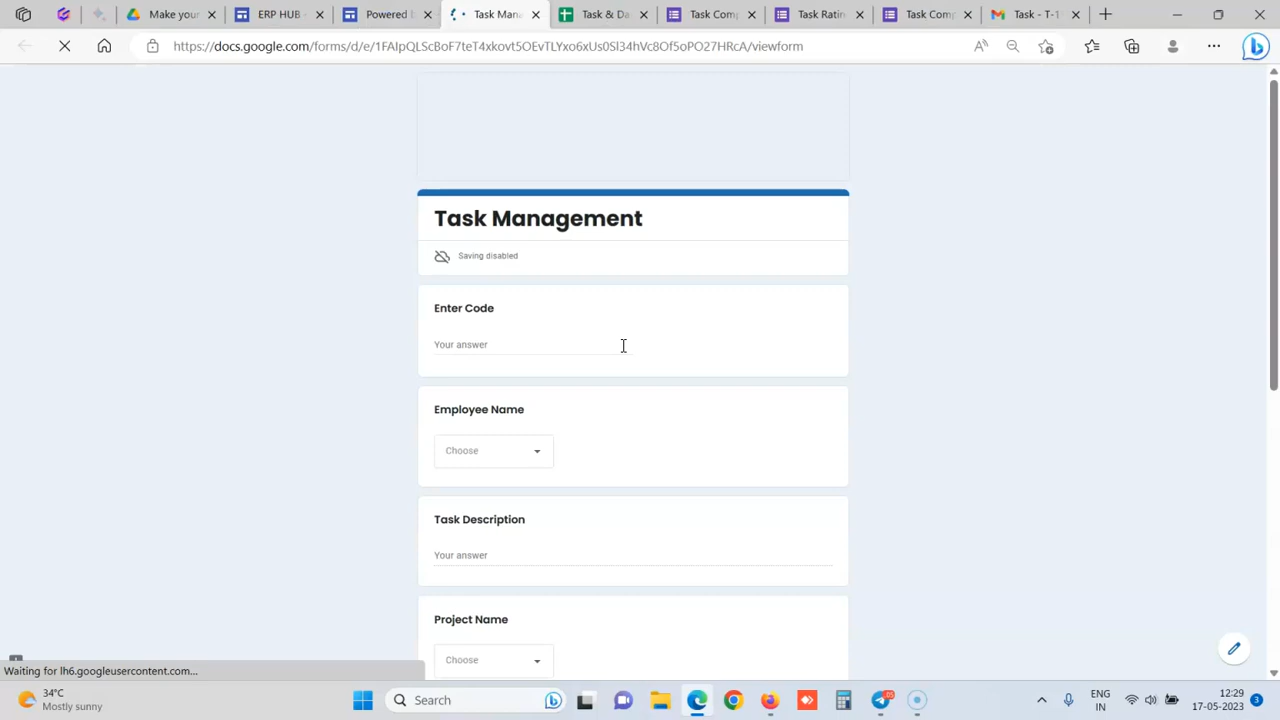 Make your
ERP HUB-
Powered b
Task Mana
Task & Da
Task Comp
Task Ratin
Task Comp
Task - T-1
https://docs.google.com/forms/d/e/1FAIpQLScBoF7teT4xkovt5OEvTLYxo6xUs0Sl34hVc8Of5oPO27HRcA/viewform
Task Management
Saving disabled
Enter Code
Your answer
Employee Name
Choose
Task Description
Your answer
Project Name
Choose
Waiting for lh6.googleusercontent.com...
34°C
Mostly sunny
Search
ENG
IN
12:29
17-05-2023
3